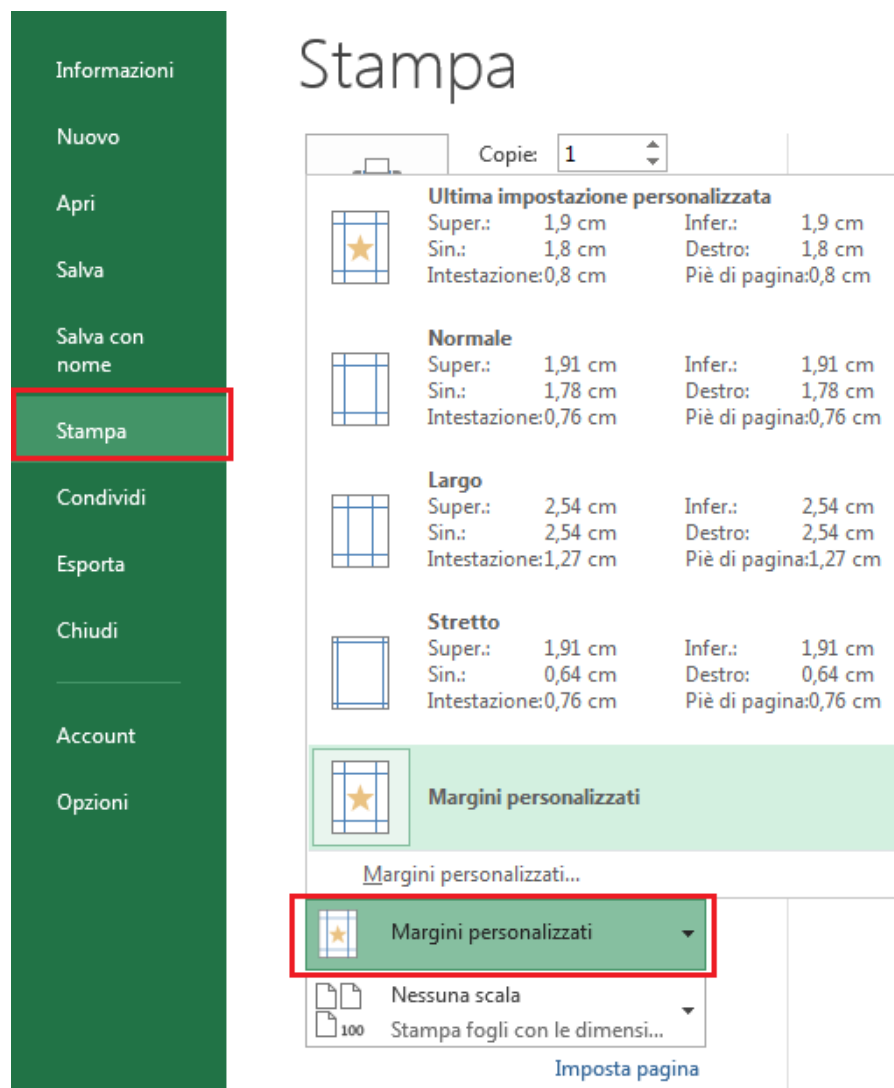 Informazioni
Nuovo
Apri
Salva
Salva con
nome
Stampa
Condividi
Esporta
Chiudi
Account
Opzioni
Stampa
Copie: 1
Ultima impostazione personalizzata
Super.: 1,9 cm Infer.: 1,9 cm
Sin.: 1,8 cm Destro: 1,8 cm
Intestazione:0,8 cm Piè di pagina:0,8 cm
Normale
Super.: 1,91 cm Infer.: 1,91 cm
Sin.: 1,78 cm Destro: 1,78 cm
Intestazione:0,76 cm Piè di pagina:0,76 cm
Largo
Super.: 2,54 cm Infer.: 2,54 cm
Sin.: 2,54 cm Destro: 2,54 cm
Intestazione:1,27 cm Piè di pagina:1,27 cm
Stretto
Super.: 1,91 cm Infer.: 1,91 cm
Sin.: 0,64 cm Destro: 0,64 cm
Intestazione:0,76 cm Piè di pagina:0,76 cm
Margini personalizzati
Margini personalizzati...
Margini personalizzati
Nessuna scala
100 Stampa fogli con le dimensi...
Imposta pagina